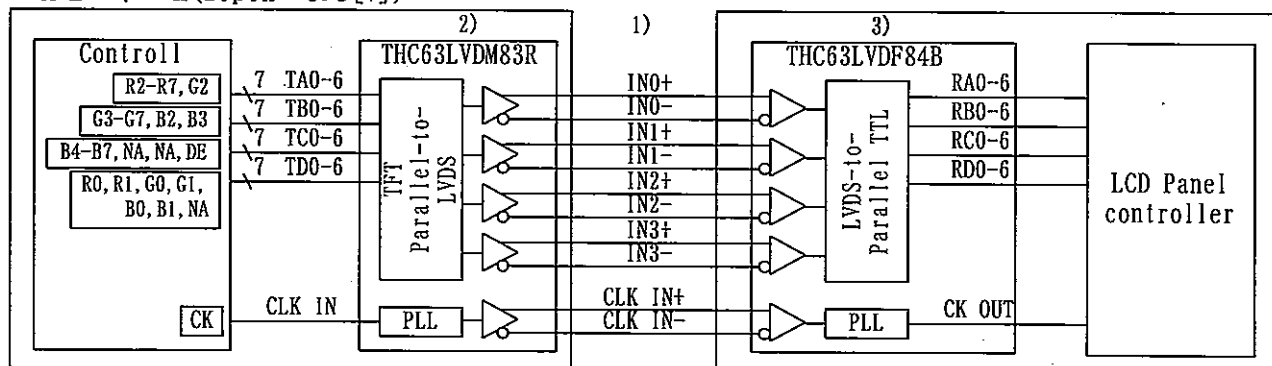 2) 1) 3)
Controll THC63LVDM83R THC63LVDF84B
R2-R7, G2
G3-G7, B2, B3
B4-B7, NA, NA, DE
R0, R1, G0, G1,
B0, B1, NA
CK
7 TA0-6
7 TB0-6
7 TC0-6
7 TD0-6
CLK IN
TFT
Parallel-to-
LVDS
PLL
IN0+
IN0-
IN1+
IN1-
IN2+
IN2-
IN3+
IN3-
CLK IN+
CLK IN-
LVDS-to-
Parallel TTL
PLL
RA0-6
RB0-6
RC0-6
RD0-6
CK OUT
LCD Panel
controller